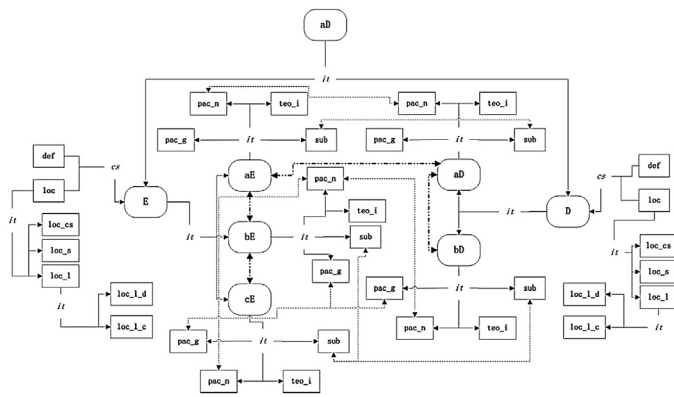 aD
it
pac_n
teo_i
pac_n
teo_i
pac_g
it
sub
pac_g
it
sub
def
cs
loc
E
aE
pac_n
aD
def
cs
loc
D
it
loc_cs
loc_s
loc_l
it
bE
teo_i
sub
it
pac_g
bD
it
it
loc_cs
loc_s
loc_l
it
loc_l_d
loc_l_c
cE
pac_g
it
sub
loc_l_d
loc_l_c
it
pac_g
it
sub
pac_n
teo_i
pac_n
teo_i